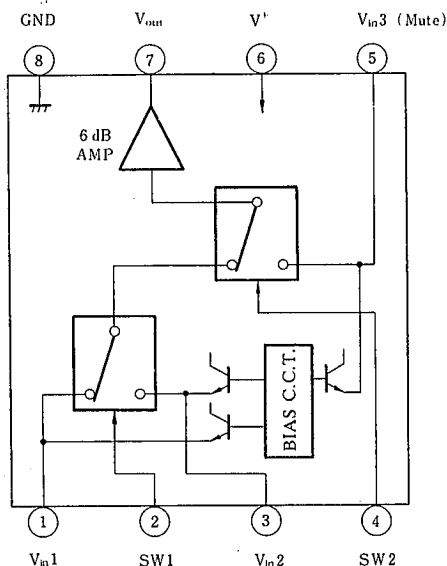 GND Vout V+ Vin3 (Mute)
8 7 6 5
6 dB
AMP
BIAS C.C.T.
1 2 3 4
Vin1 SW1 Vin2 SW2